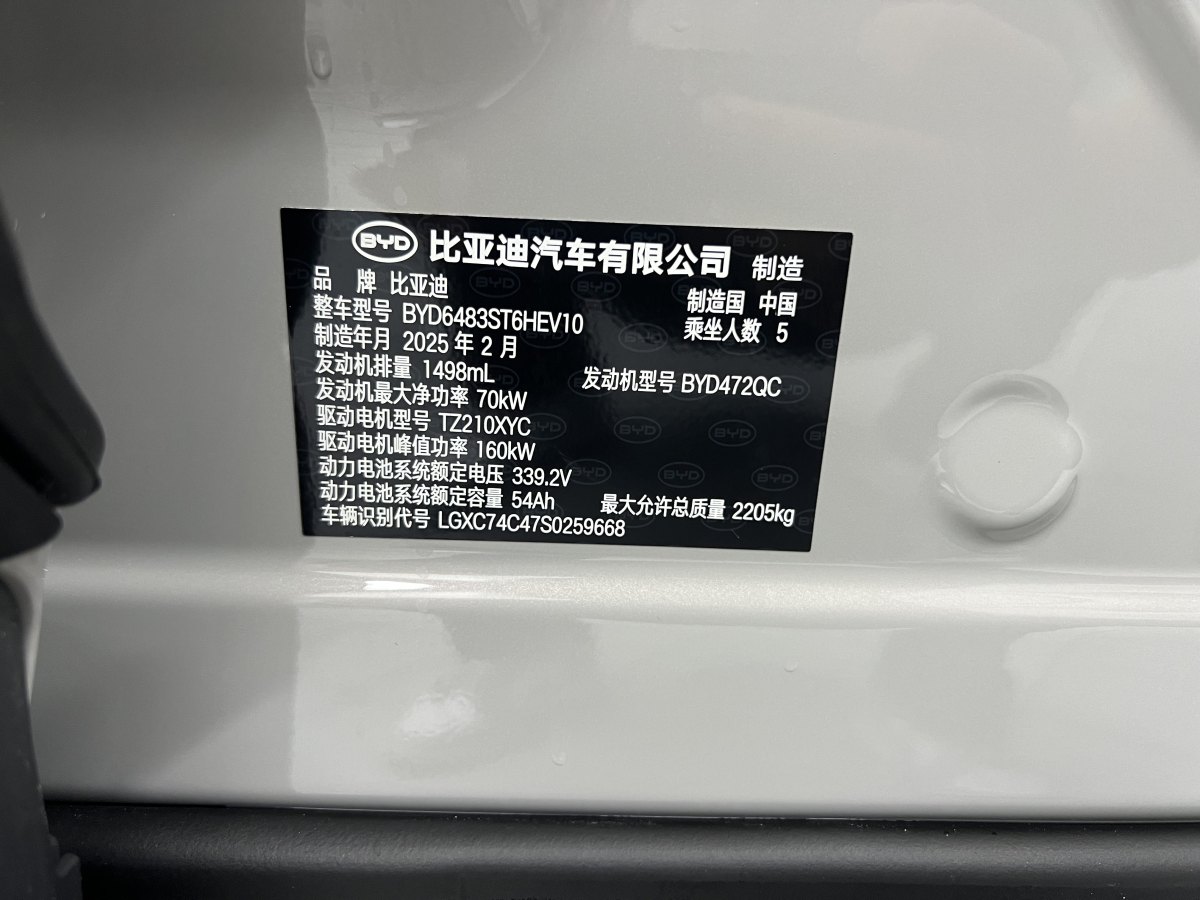 BYD 比亚迪汽车有限公司 制造
品 牌 比亚迪 制造国 中国
整车型号 BYD6483ST6HEV10 乘坐人数 5
制造年月 2025 年 2 月
发动机排量 1498mL 发动机型号 BYD472QC
发动机最大净功率 70kW
驱动电机型号 TZ210XYC
驱动电机峰值功率 160kW
动力电池系统额定电压 339.2V
动力电池系统额定容量 54Ah 最大允许总质量 2205kg
车辆识别代号 LGXC74C47S0259668